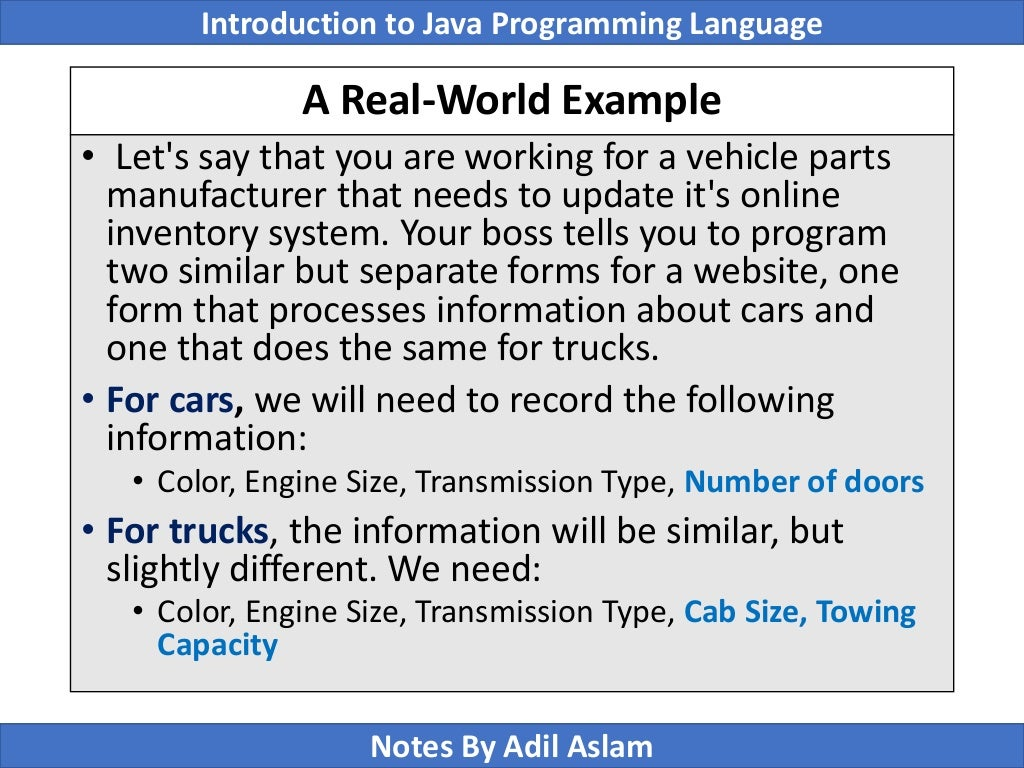 Introduction to Java Programming Language
A Real-World Example
• Let's say that you are working for a vehicle parts
manufacturer that needs to update it's online
inventory system. Your boss tells you to program
two similar but separate forms for a website, one
form that processes information about cars and
one that does the same for trucks.
• For cars, we will need to record the following
information:
• Color, Engine Size, Transmission Type, Number of doors
• For trucks, the information will be similar, but
slightly different. We need:
• Color, Engine Size, Transmission Type, Cab Size, Towing
Capacity
Notes By Adil Aslam